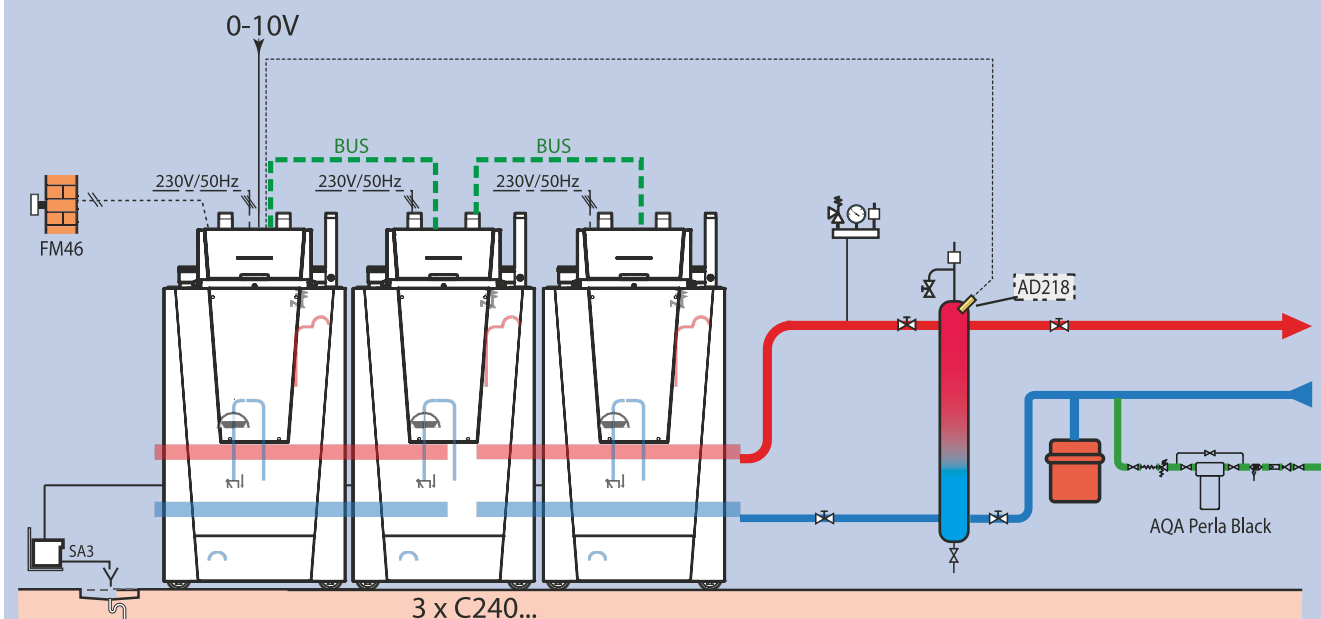 0-10V
BUS
BUS
230V/50Hz
230V/50Hz
230V/50Hz
FM46
AD218
AQA Perla Black
SA3
3 x C240...